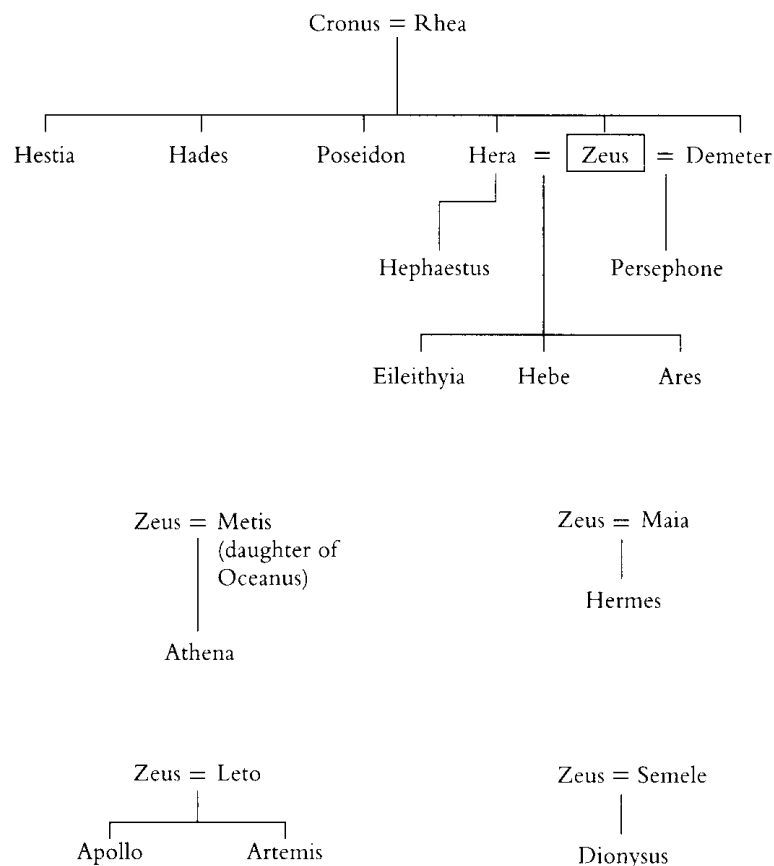 Cronus = Rhea
Hestia Hades Poseidon Hera = Zeus = Demeter
Hephaestus Persephone
Eileithyia Hebe Ares
Zeus = Metis
(daughter of
Oceanus)
Athena
Zeus = Maia
Hermes
Zeus = Leto
Apollo Artemis
Zeus = Semele
Dionysus